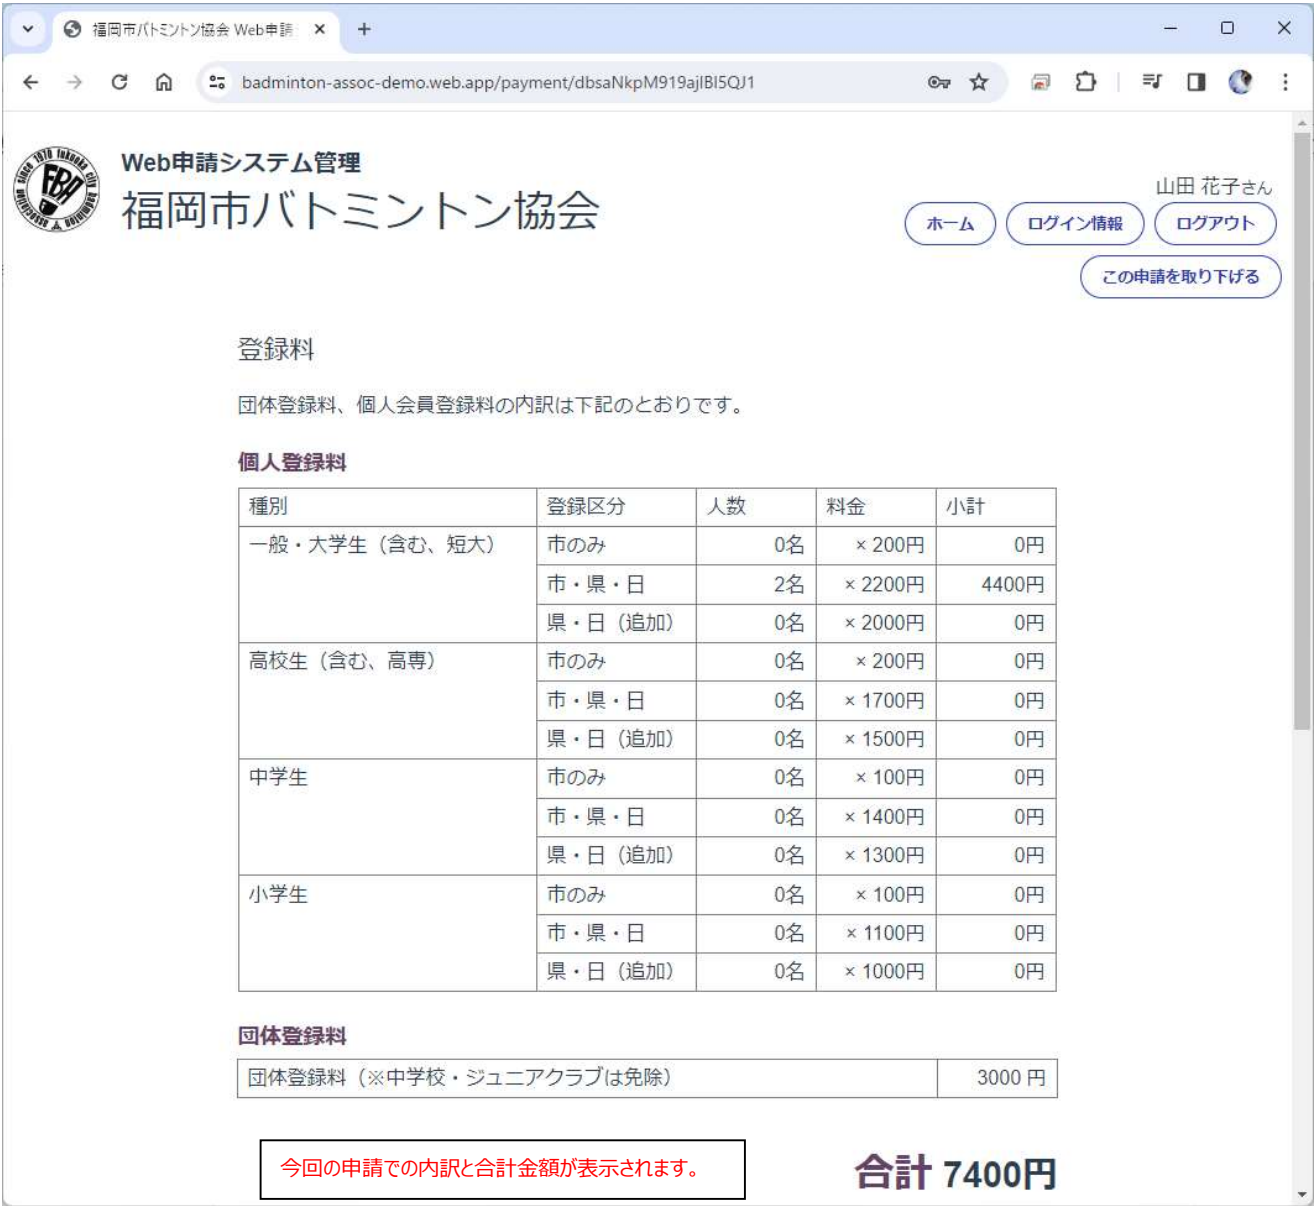 福岡市バトミントン協会 Web申請
badminton-assoc-demo.web.app/payment/dbsaNkpM919ajlBI5QJ1
since 1970 fukuoka city badminton association
FBA
Web申請システム管理
福岡市バトミントン協会
山田 花子さん
ホーム ログイン情報 ログアウト
この申請を取り下げる
登録料
団体登録料、個人会員登録料の内訳は下記のとおりです。
個人登録料
種別 登録区分 人数 料金 小計
一般・大学生（含む、短大） 市のみ 0名 × 200円 0円
市・県・日 2名 × 2200円 4400円
県・日（追加） 0名 × 2000円 0円
高校生（含む、高専） 市のみ 0名 × 200円 0円
市・県・日 0名 × 1700円 0円
県・日（追加） 0名 × 1500円 0円
中学生 市のみ 0名 × 100円 0円
市・県・日 0名 × 1400円 0円
県・日（追加） 0名 × 1300円 0円
小学生 市のみ 0名 × 100円 0円
市・県・日 0名 × 1100円 0円
県・日（追加） 0名 × 1000円 0円
団体登録料
団体登録料（※中学校・ジュニアクラブは免除） 3000 円
今回の申請での内訳と合計金額が表示されます。
合計 7400円